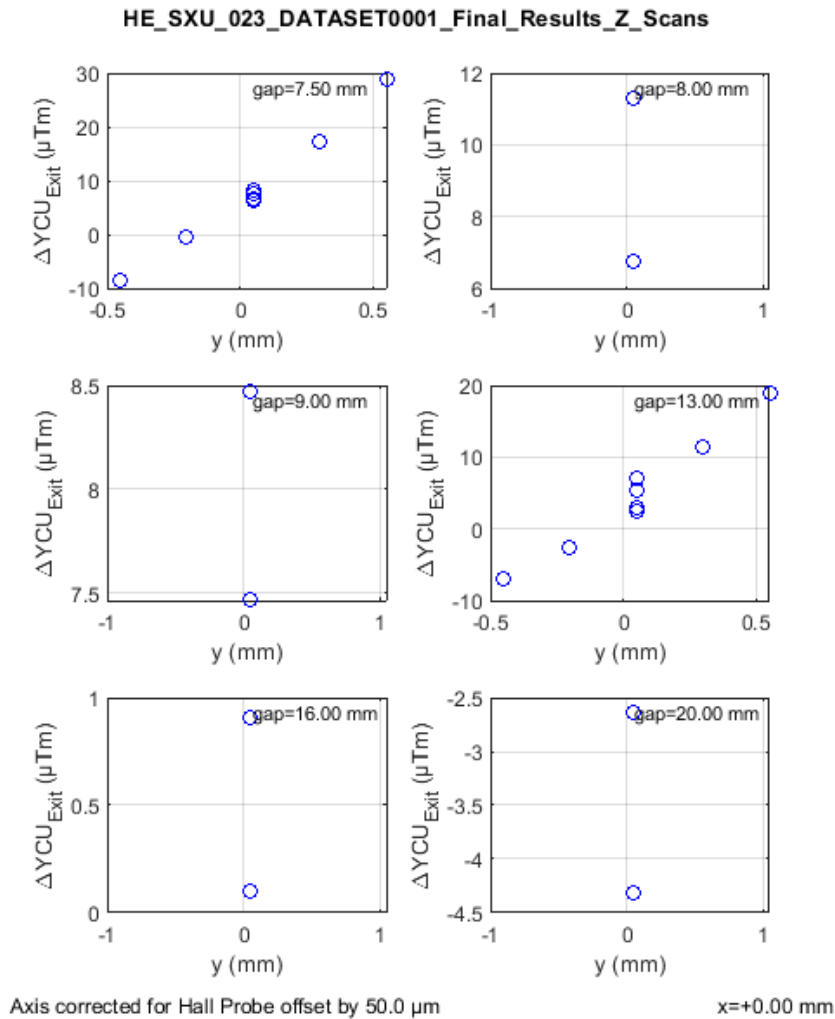 HE_SXU_023_DATASET0001_Final_Results_Z_Scans
30
20
10
0
-10
ΔYCU_Exit (µTm)
gap=7.50 mm
-0.5
0
0.5
y (mm)
12
10
8
6
ΔYCU_Exit (µTm)
gap=8.00 mm
-1
0
1
y (mm)
8.5
8
7.5
ΔYCU_Exit (µTm)
gap=9.00 mm
-1
0
1
y (mm)
20
10
0
-10
ΔYCU_Exit (µTm)
gap=13.00 mm
-0.5
0
0.5
y (mm)
1
0.5
0
ΔYCU_Exit (µTm)
gap=16.00 mm
-1
0
1
y (mm)
-2.5
-3
-3.5
-4
-4.5
ΔYCU_Exit (µTm)
gap=20.00 mm
-1
0
1
y (mm)
Axis corrected for Hall Probe offset by 50.0 µm
x=+0.00 mm